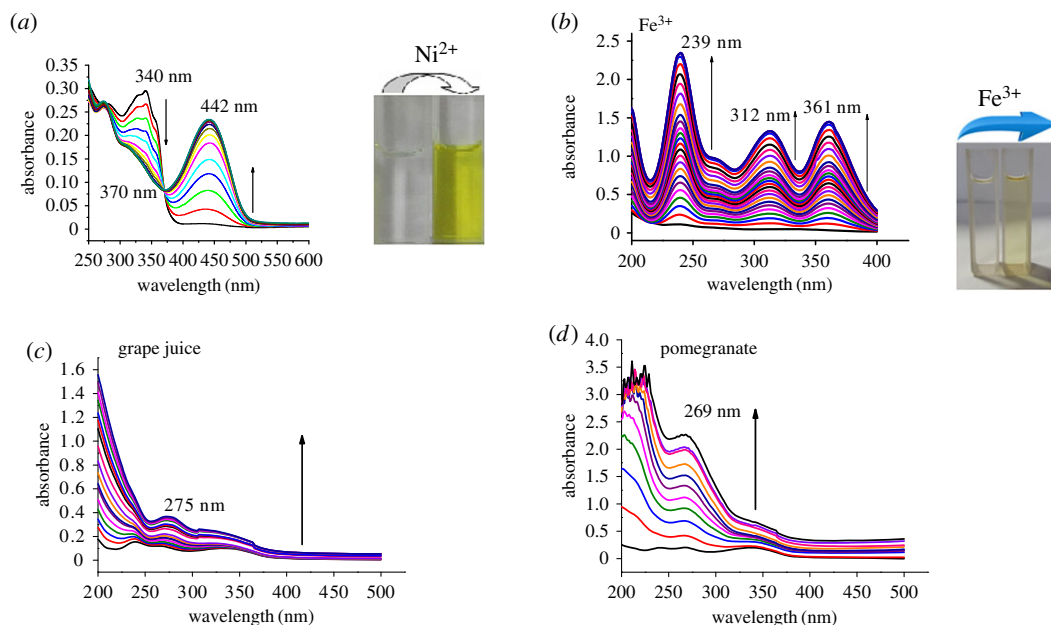 (a)
340 nm
442 nm
370 nm
0.35
0.30
0.25
0.20
0.15
0.10
0.05
0
absorbance
250 300 350 400 450 500 550 600
wavelength (nm)
Ni²⁺
(b)
Fe³⁺
239 nm
312 nm
361 nm
2.5
2.0
1.5
1.0
0.5
0
absorbance
200 250 300 350 400
wavelength (nm)
Fe³⁺
(c)
grape juice
275 nm
1.6
1.4
1.2
1.0
0.8
0.6
0.4
0.2
0
absorbance
200 250 300 350 400 450 500
wavelength (nm)
(d)
pomegranate
269 nm
4.0
3.5
3.0
2.5
2.0
1.5
1.0
0.5
0
absorbance
200 250 300 350 400 450 500
wavelength (nm)